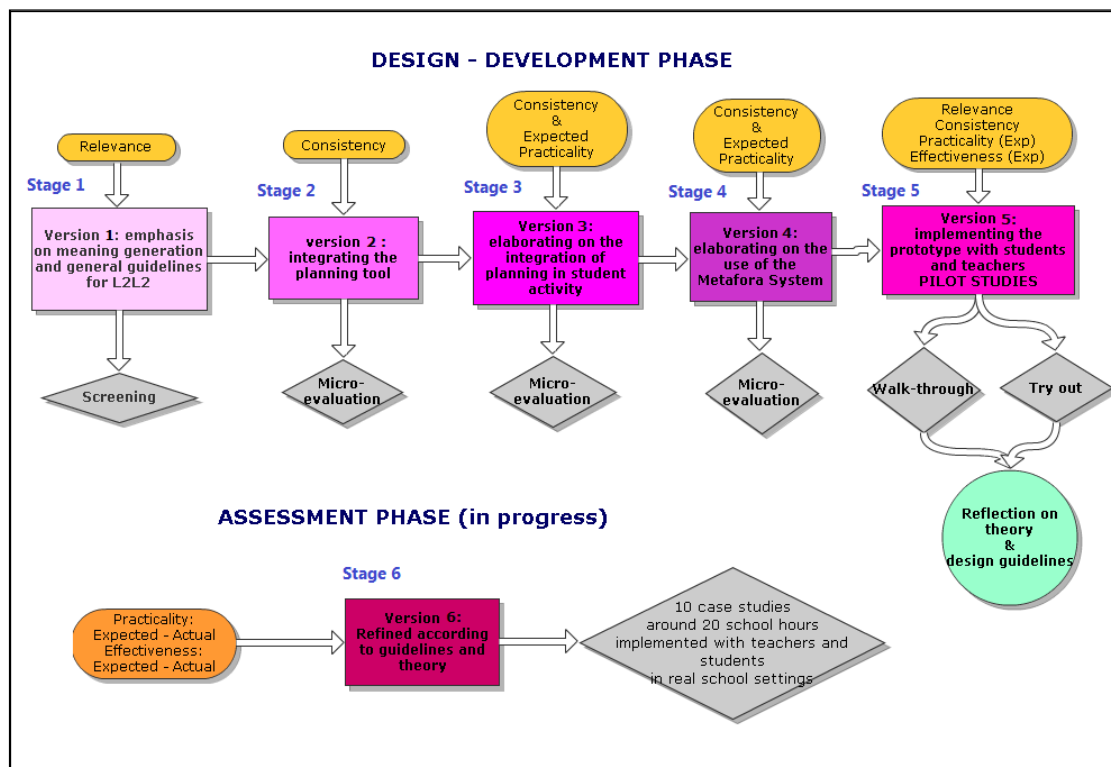 DESIGN - DEVELOPMENT PHASE
Relevance
Stage 1
Version 1: emphasis
on meaning generation
and general guidelines
for L2L2
Screening
Consistency
Stage 2
version 2 :
integrating the
planning tool
Micro-
evaluation
Consistency
&
Expected
Practicality
Stage 3
Version 3:
elaborating on the
integration of
planning in student
activity
Micro-
evaluation
Consistency
&
Expected
Practicality
Stage 4
Version 4:
elaborating on the
use of the
Metafora System
Micro-
evaluation
Relevance
Consistency
Practicality (Exp)
Effectiveness (Exp)
Stage 5
Version 5:
implementing the
prototype with students
and teachers
PILOT STUDIES
Walk-through
Try out
Reflection on
theory
&
design guidelines
ASSESSMENT PHASE (in progress)
Stage 6
Practicality:
Expected - Actual
Effectiveness:
Expected - Actual
Version 6:
Refined according
to guidelines and
theory
10 case studies
around 20 school hours
implemented with teachers and
students
in real school settings